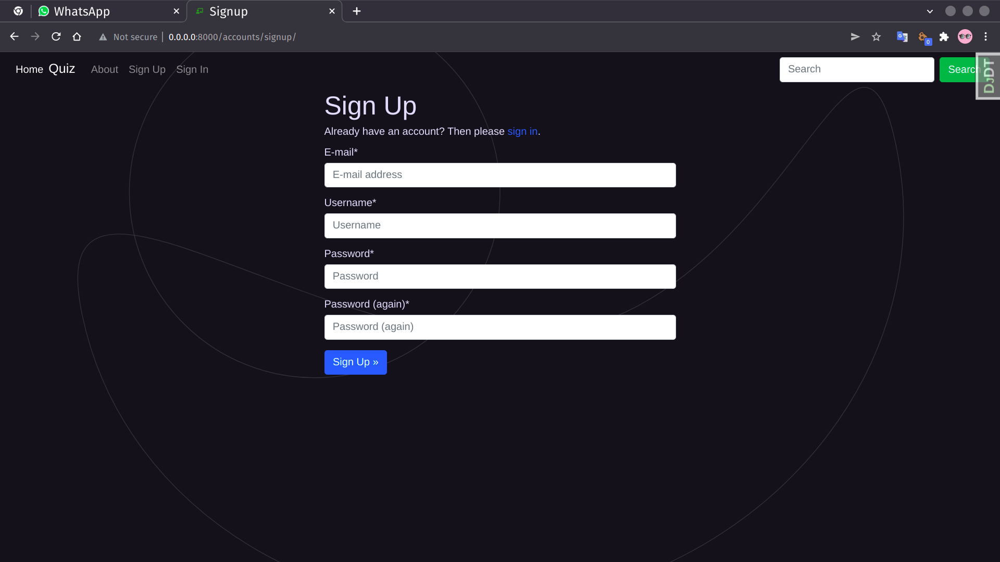 WhatsApp
Signup
Not secure
0.0.0.0:8000/accounts/signup/
0
Home Quiz About Sign Up Sign In
Search
Search
DJDT
Sign Up
Already have an account? Then please sign in.
E-mail*
E-mail address
Username*
Username
Password*
Password
Password (again)*
Password (again)
Sign Up »